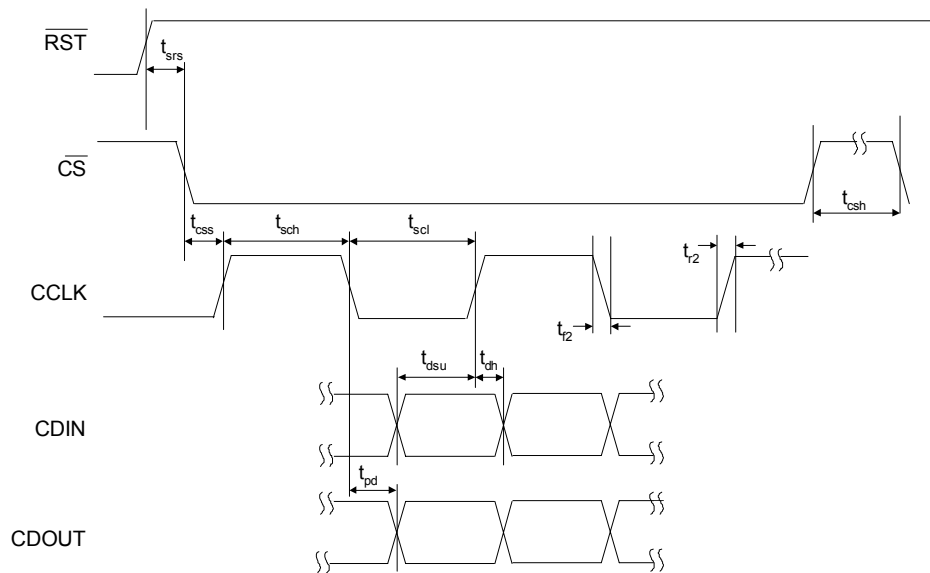 RST
t_srs
CS
t_csh
t_css
t_sch
t_scl
t_r2
CCLK
t_f2
t_dsu
t_dh
CDIN
t_pd
CDOUT